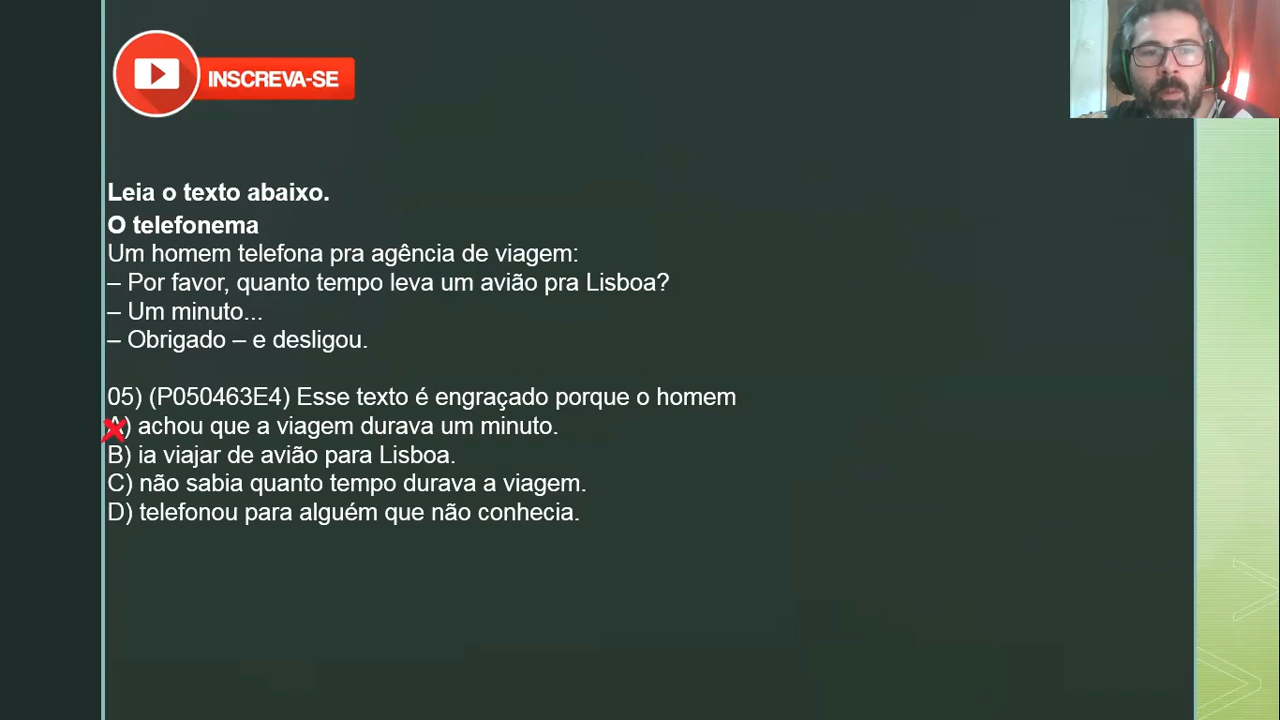 INSCREVA-SE
Leia o texto abaixo.
O telefonema
Um homem telefona pra agência de viagem:
– Por favor, quanto tempo leva um avião pra Lisboa?
– Um minuto...
– Obrigado – e desligou.
05) (P050463E4) Esse texto é engraçado porque o homem
A) achou que a viagem durava um minuto.
B) ia viajar de avião para Lisboa.
C) não sabia quanto tempo durava a viagem.
D) telefonou para alguém que não conhecia.